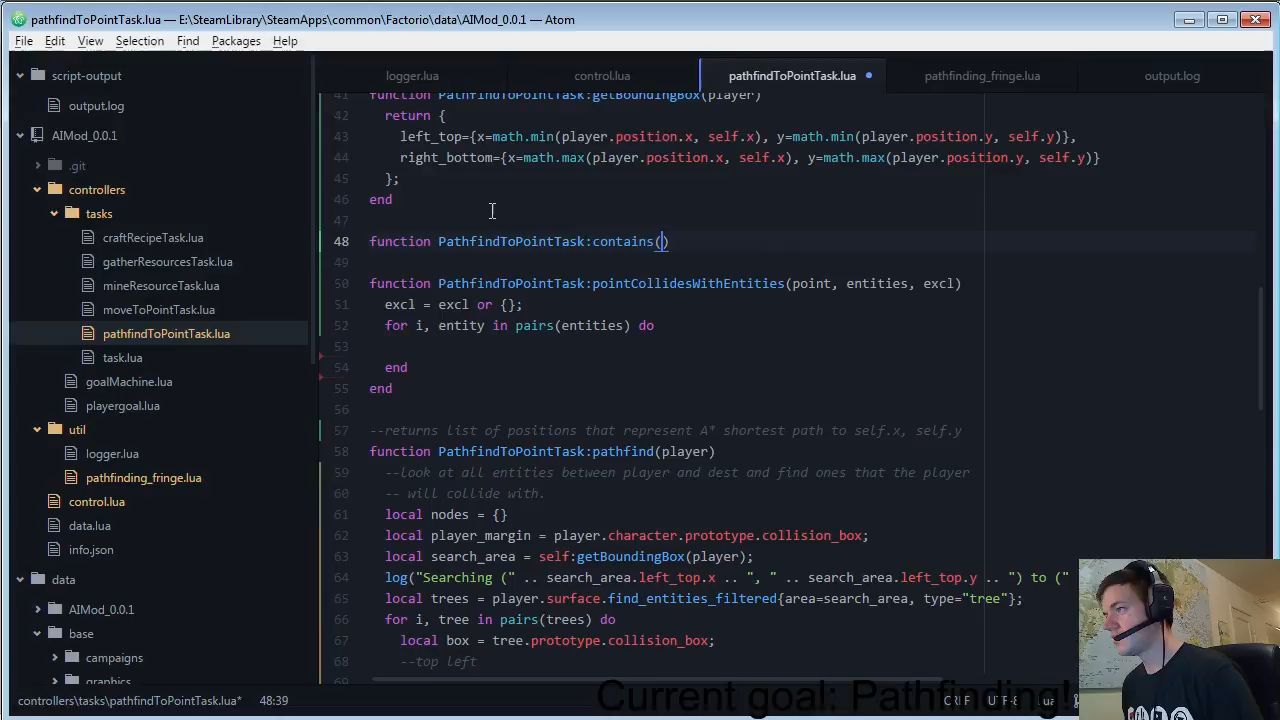 pathfindToPointTask.lua — E:\SteamLibrary\SteamApps\common\Factorio\data\AIMod_0.0.1 — Atom
File Edit View Selection Find Packages Help
script-output
output.log
AIMod_0.0.1
.git
controllers
tasks
craftRecipeTask.lua
gatherResourcesTask.lua
mineResourceTask.lua
moveToPointTask.lua
pathfindToPointTask.lua
task.lua
goalMachine.lua
playergoal.lua
util
logger.lua
pathfinding_fringe.lua
control.lua
data.lua
info.json
data
AIMod_0.0.1
base
campaigns
graphics
logger.lua control.lua pathfindToPointTask.lua pathfinding_fringe.lua output.log
41 function PathfindToPointTask:getBoundingBox(player)
42 return {
43 left_top={x=math.min(player.position.x, self.x), y=math.min(player.position.y, self.y)},
44 right_bottom={x=math.max(player.position.x, self.x), y=math.max(player.position.y, self.y)}
45 };
46 end
47
48 function PathfindToPointTask:contains()
49
50 function PathfindToPointTask:pointCollidesWithEntities(point, entities, excl)
51 excl = excl or {};
52 for i, entity in pairs(entities) do
53
54 end
55 end
56
57 --returns list of positions that represent A* shortest path to self.x, self.y
58 function PathfindToPointTask:pathfind(player)
59 --look at all entities between player and dest and find ones that the player
60 -- will collide with.
61 local nodes = {}
62 local player_margin = player.character.prototype.collision_box;
63 local search_area = self:getBoundingBox(player);
64 log("Searching (" .. search_area.left_top.x .. ", " .. search_area.left_top.y .. ") to ("
65 local trees = player.surface.find_entities_filtered{area=search_area, type="tree"};
66 for i, tree in pairs(trees) do
67 local box = tree.prototype.collision_box;
68 --top left
69
controllers\tasks\pathfindToPointTask.lua* 48:39 CRLF UTF-8
Current goal: Pathfinding!